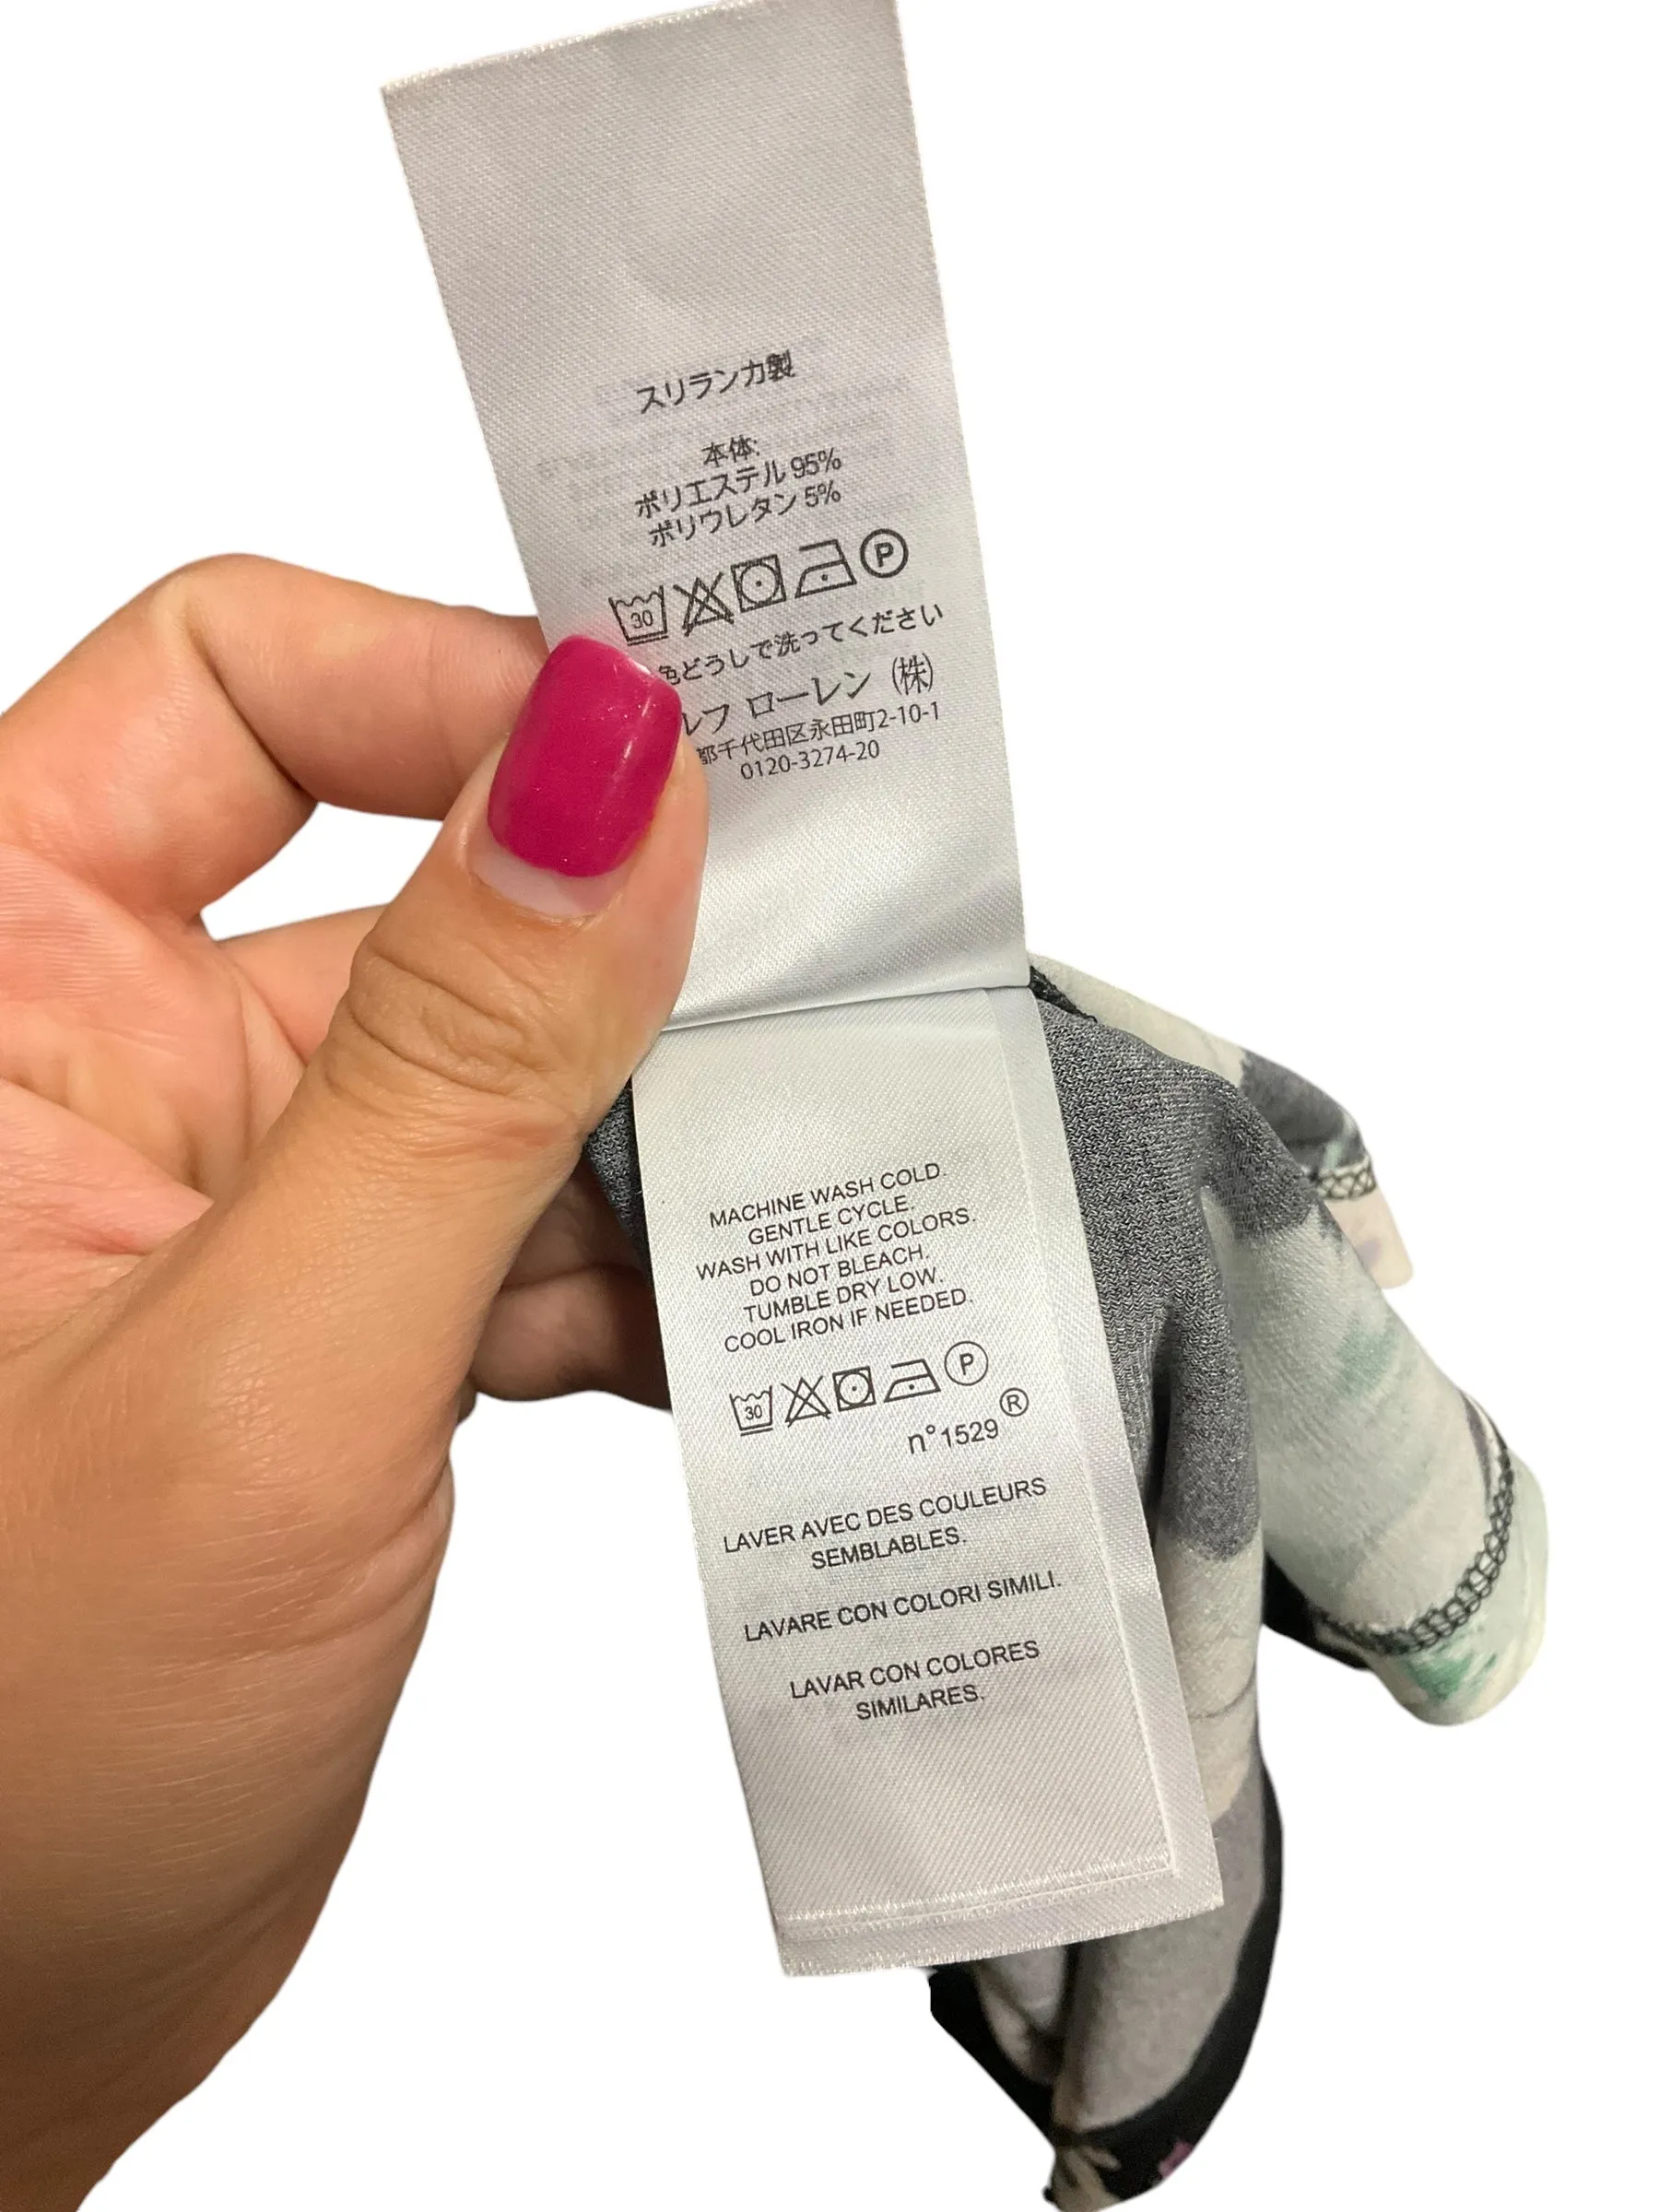 スリランカ製
本体:
ポリエステル 95%
ポリウレタン 5%
30 P
色どうしで洗ってください
ルフ ローレン (株)
都千代田区永田町2-10-1
0120-3274-20
MACHINE WASH COLD.
GENTLE CYCLE.
WASH WITH LIKE COLORS.
DO NOT BLEACH.
TUMBLE DRY LOW.
COOL IRON IF NEEDED.
30 P
n°1529 ®
LAVER AVEC DES COULEURS
SEMBLABLES.
LAVARE CON COLORI SIMILI.
LAVAR CON COLORES
SIMILARES.